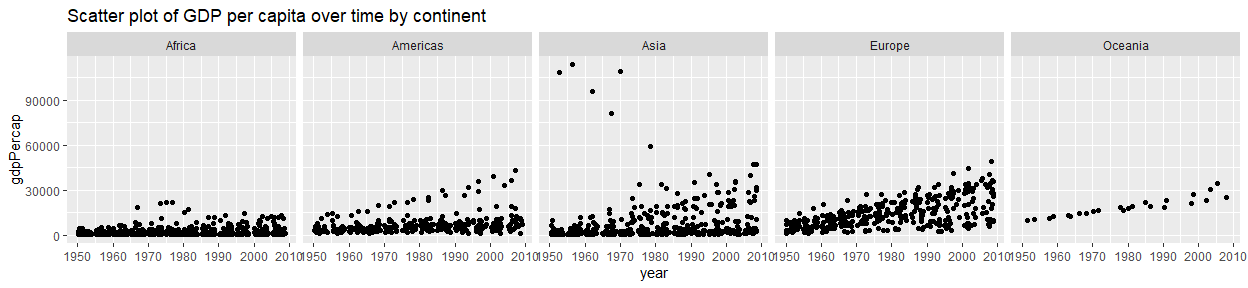 Scatter plot of GDP per capita over time by continent
Africa Americas Asia Europe Oceania
90000
60000
30000
0
gdpPercap
1950 1960 1970 1980 1990 2000 2010 1950 1960 1970 1980 1990 2000 2010 1950 1960 1970 1980 1990 2000 2010 1950 1960 1970 1980 1990 2000 2010 1950 1960 1970 1980 1990 2000 2010
year